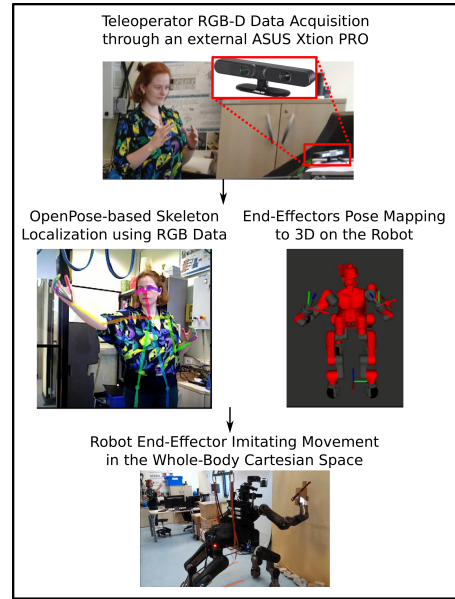 Teleoperator RGB-D Data Acquisition
through an external ASUS Xtion PRO
OpenPose-based Skeleton
Localization using RGB Data
End-Effectors Pose Mapping
to 3D on the Robot
Robot End-Effector Imitating Movement
in the Whole-Body Cartesian Space